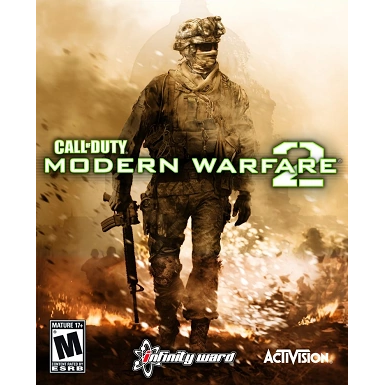 CALL OF DUTY
MODERN WARFARE 2
MATURE 17+
M
CONTENT RATED BY
ESRB
infinity ward
ACTIVISION